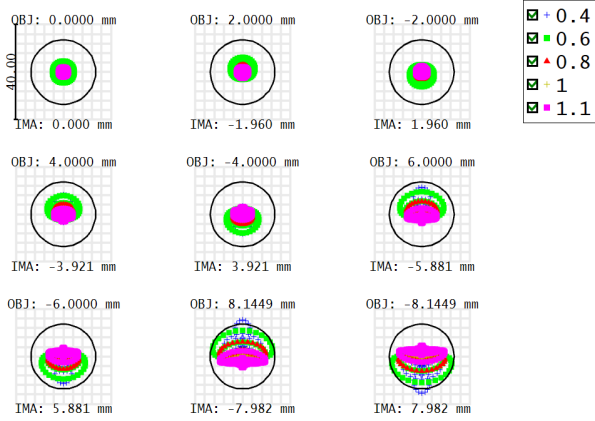 OBJ: 0.0000 mm
OBJ: 2.0000 mm
OBJ: -2.0000 mm
40.00
IMA: 0.000 mm
IMA: -1.960 mm
IMA: 1.960 mm
OBJ: 4.0000 mm
OBJ: -4.0000 mm
OBJ: 6.0000 mm
IMA: -3.921 mm
IMA: 3.921 mm
IMA: -5.881 mm
OBJ: -6.0000 mm
OBJ: 8.1449 mm
OBJ: -8.1449 mm
IMA: 5.881 mm
IMA: -7.982 mm
IMA: 7.982 mm
0.4
0.6
0.8
1
1.1